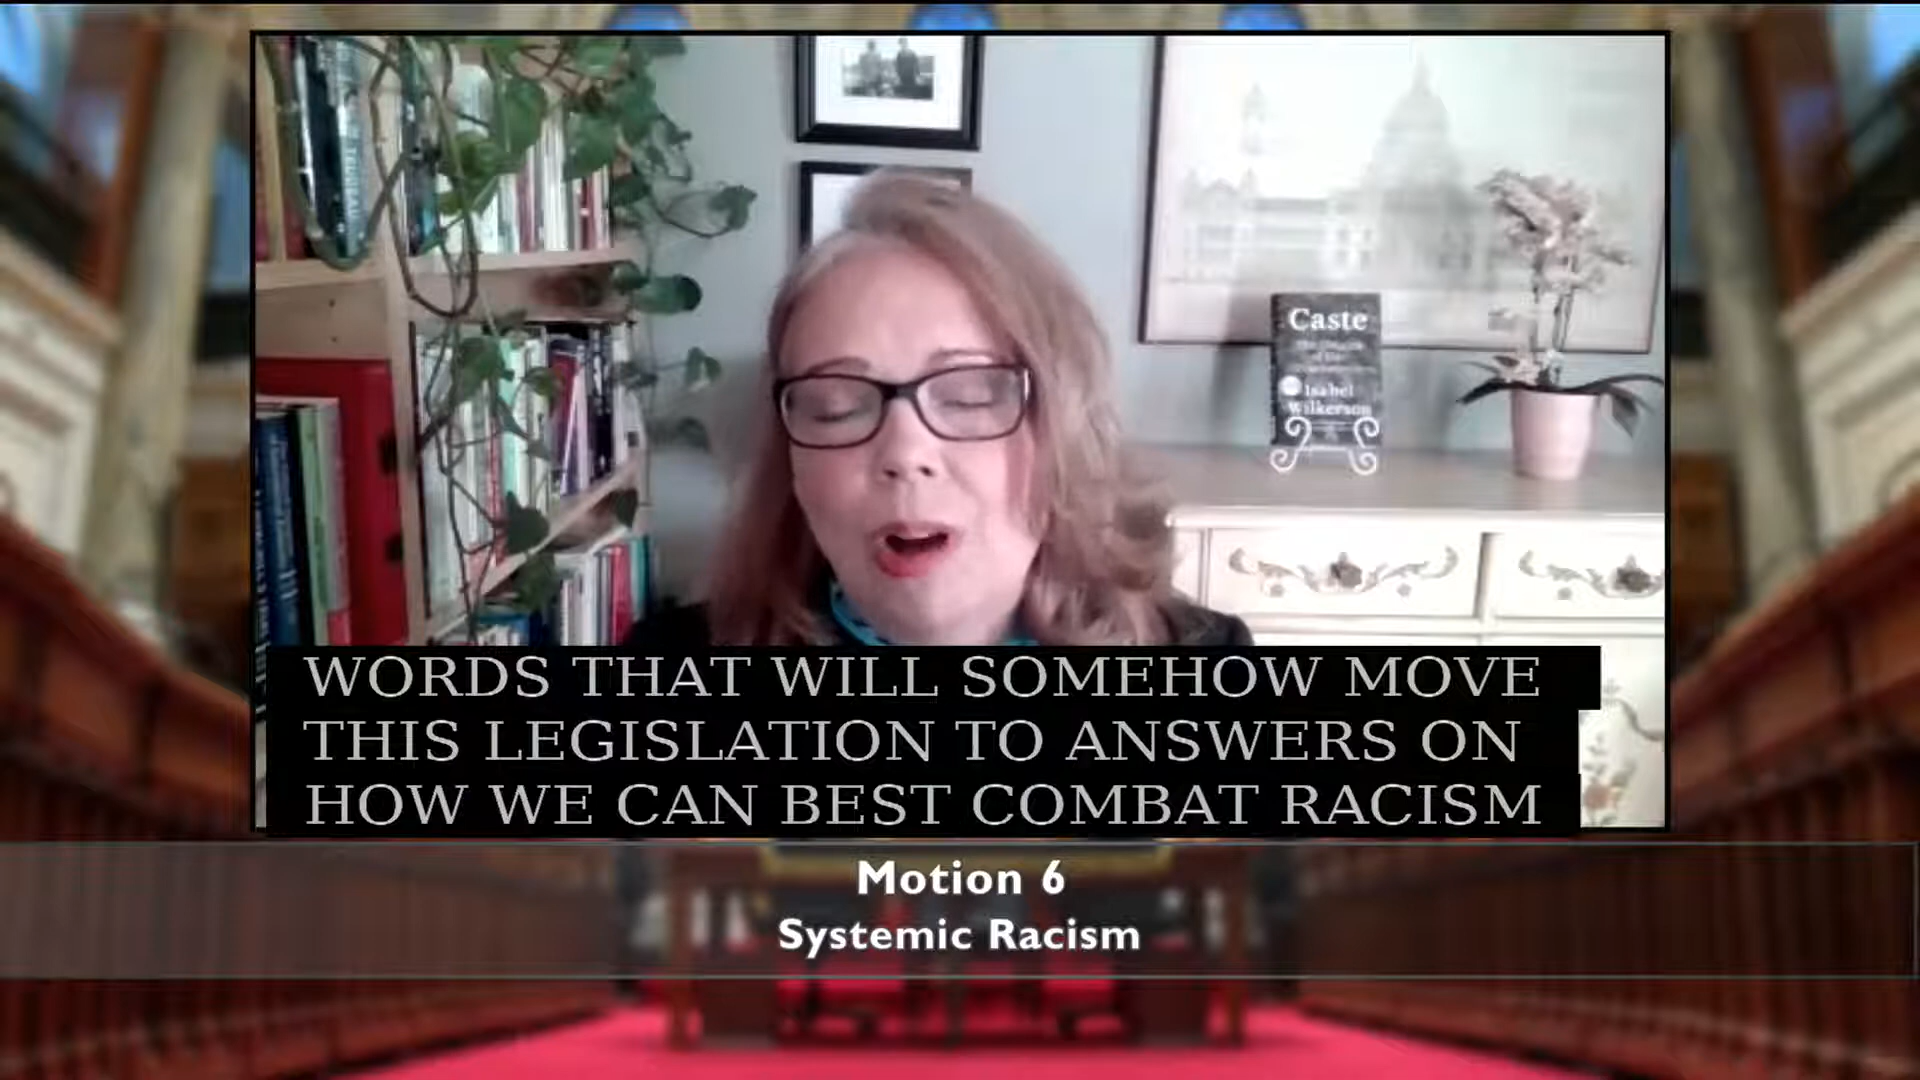 Caste
Isabel
Wilkerson
WORDS THAT WILL SOMEHOW MOVE
THIS LEGISLATION TO ANSWERS ON
HOW WE CAN BEST COMBAT RACISM
Motion 6
Systemic Racism